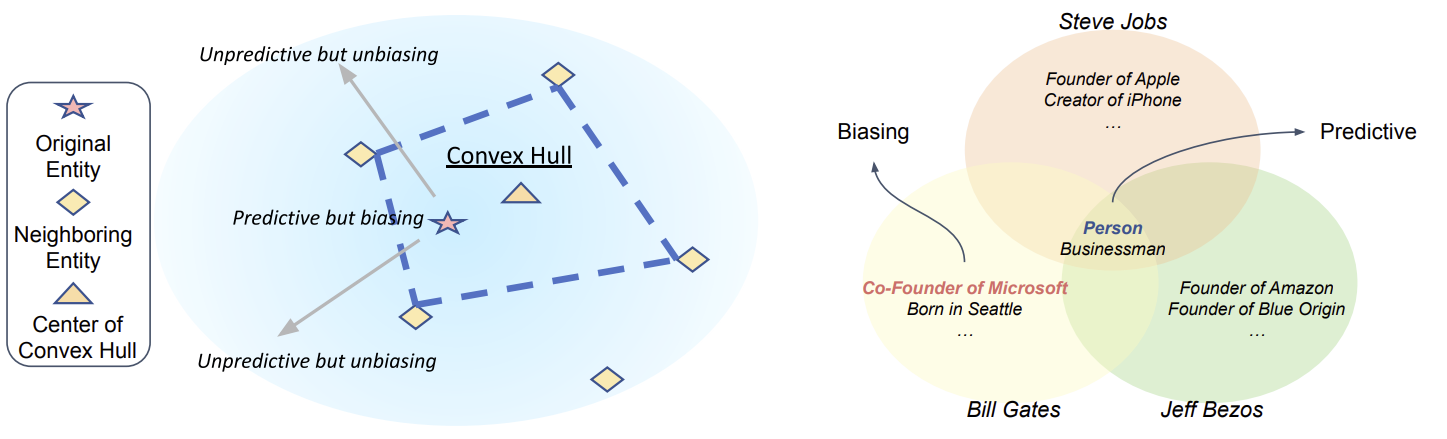 Original
Entity
Neighboring
Entity
Center of
Convex Hull
Unpredictive but unbiasing
Convex Hull
Predictive but biasing
Unpredictive but unbiasing
Steve Jobs
Founder of Apple
Creator of iPhone
...
Biasing
Predictive
Person
Businessman
Co-Founder of Microsoft
Born in Seattle
...
Founder of Amazon
Founder of Blue Origin
...
Bill Gates
Jeff Bezos